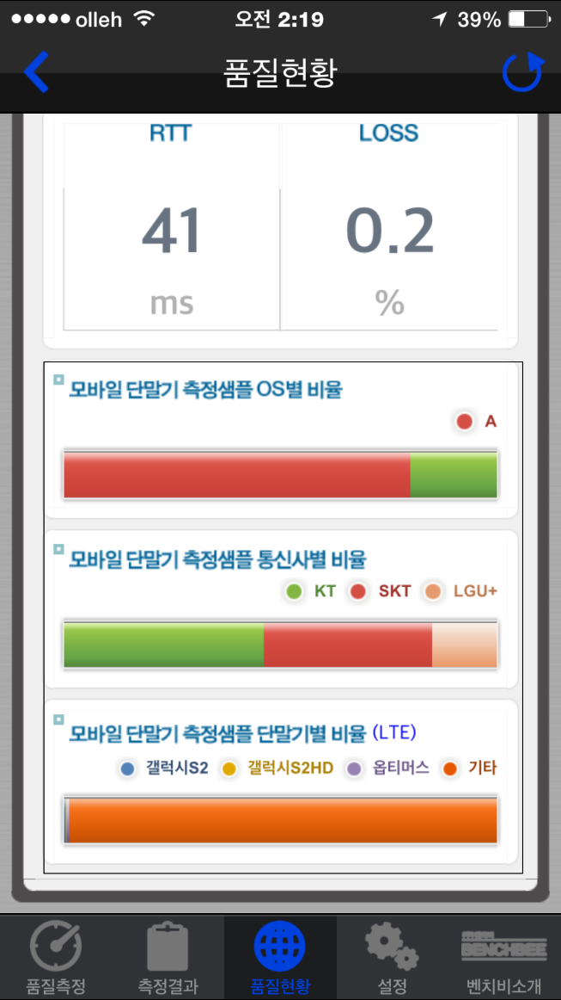 olleh 오전 2:19 39%
품질현황
RTT LOSS
41 0.2
ms %
모바일 단말기 측정샘플 OS별 비율
A
모바일 단말기 측정샘플 통신사별 비율
KT SKT LGU+
모바일 단말기 측정샘플 단말기별 비율 (LTE)
갤럭시S2 갤럭시S2HD 옵티머스 기타
BENCHBEE
품질측정 측정결과 품질현황 설정 벤치비소개